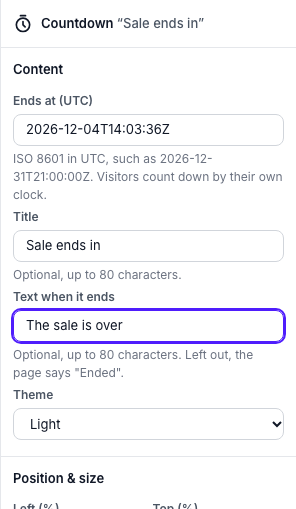 Countdown “Sale ends in”
Content
Ends at (UTC)
2026-12-04T14:03:36Z
ISO 8601 in UTC, such as 2026-12-
31T21:00:00Z. Visitors count down by their own
clock.
Title
Sale ends in
Optional, up to 80 characters.
Text when it ends
The sale is over
Optional, up to 80 characters. Left out, the
page says "Ended".
Theme
Light
Position & size
Left (%) Top (%)